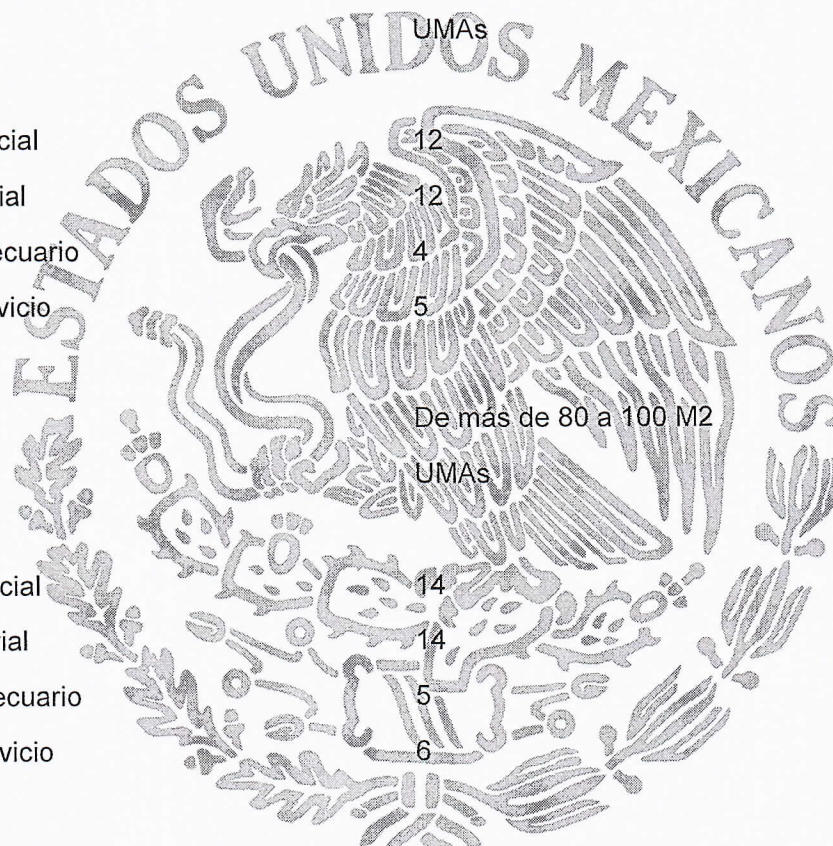 UMAs
ESTADOS UNIDOS MEXICANOS
cial 12
ial 12
ecuario 4
vicio 5
De más de 80 a 100 M2
UMAs
cial 14
rial 14
ecuario 5
vicio 6